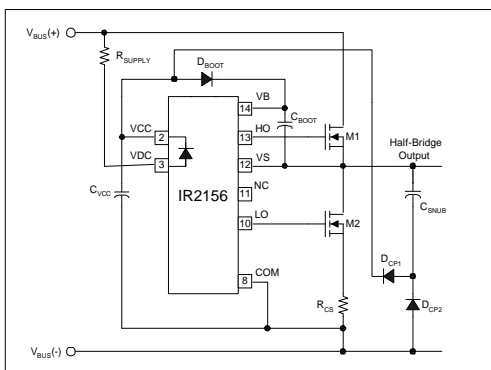 VBUS(+)
RSUPPLY
DBOOT
VB
14
CBOOT
VCC
2
HO
13
M1
Half-Bridge
Output
VDC
3
VS
12
NC
11
CVCC
IR2156
LO
10
M2
CSNUB
DCP1
COM
8
RCS
DCP2
VBUS(-)